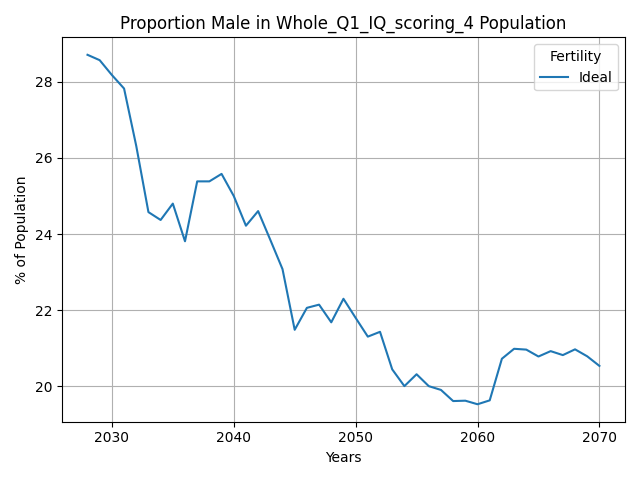 Proportion Male in Whole_Q1_IQ_scoring_4 Population
Fertility
Ideal
28
26
24
22
20
% of Population
2030
2040
2050
2060
2070
Years